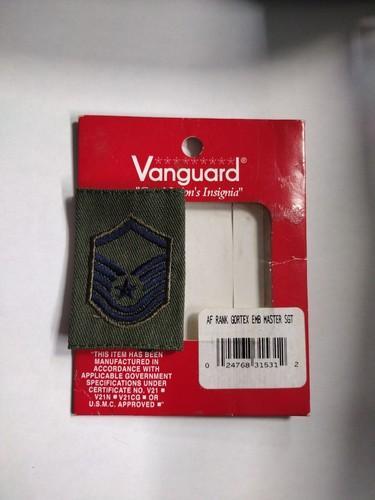 Vanguard®
Nation's Insignia"
AF RANK GORTEX EMB MASTER SGT
0 24768 31531 2
"THIS ITEM HAS BEEN
MANUFACTURED IN
ACCORDANCE WITH
APPLICABLE GOVERNMENT
SPECIFICATIONS UNDER
CERTIFICATE NO, V21 ■
V21N ■ V21CG ■ OR
U.S.M.C. APPROVED ■"